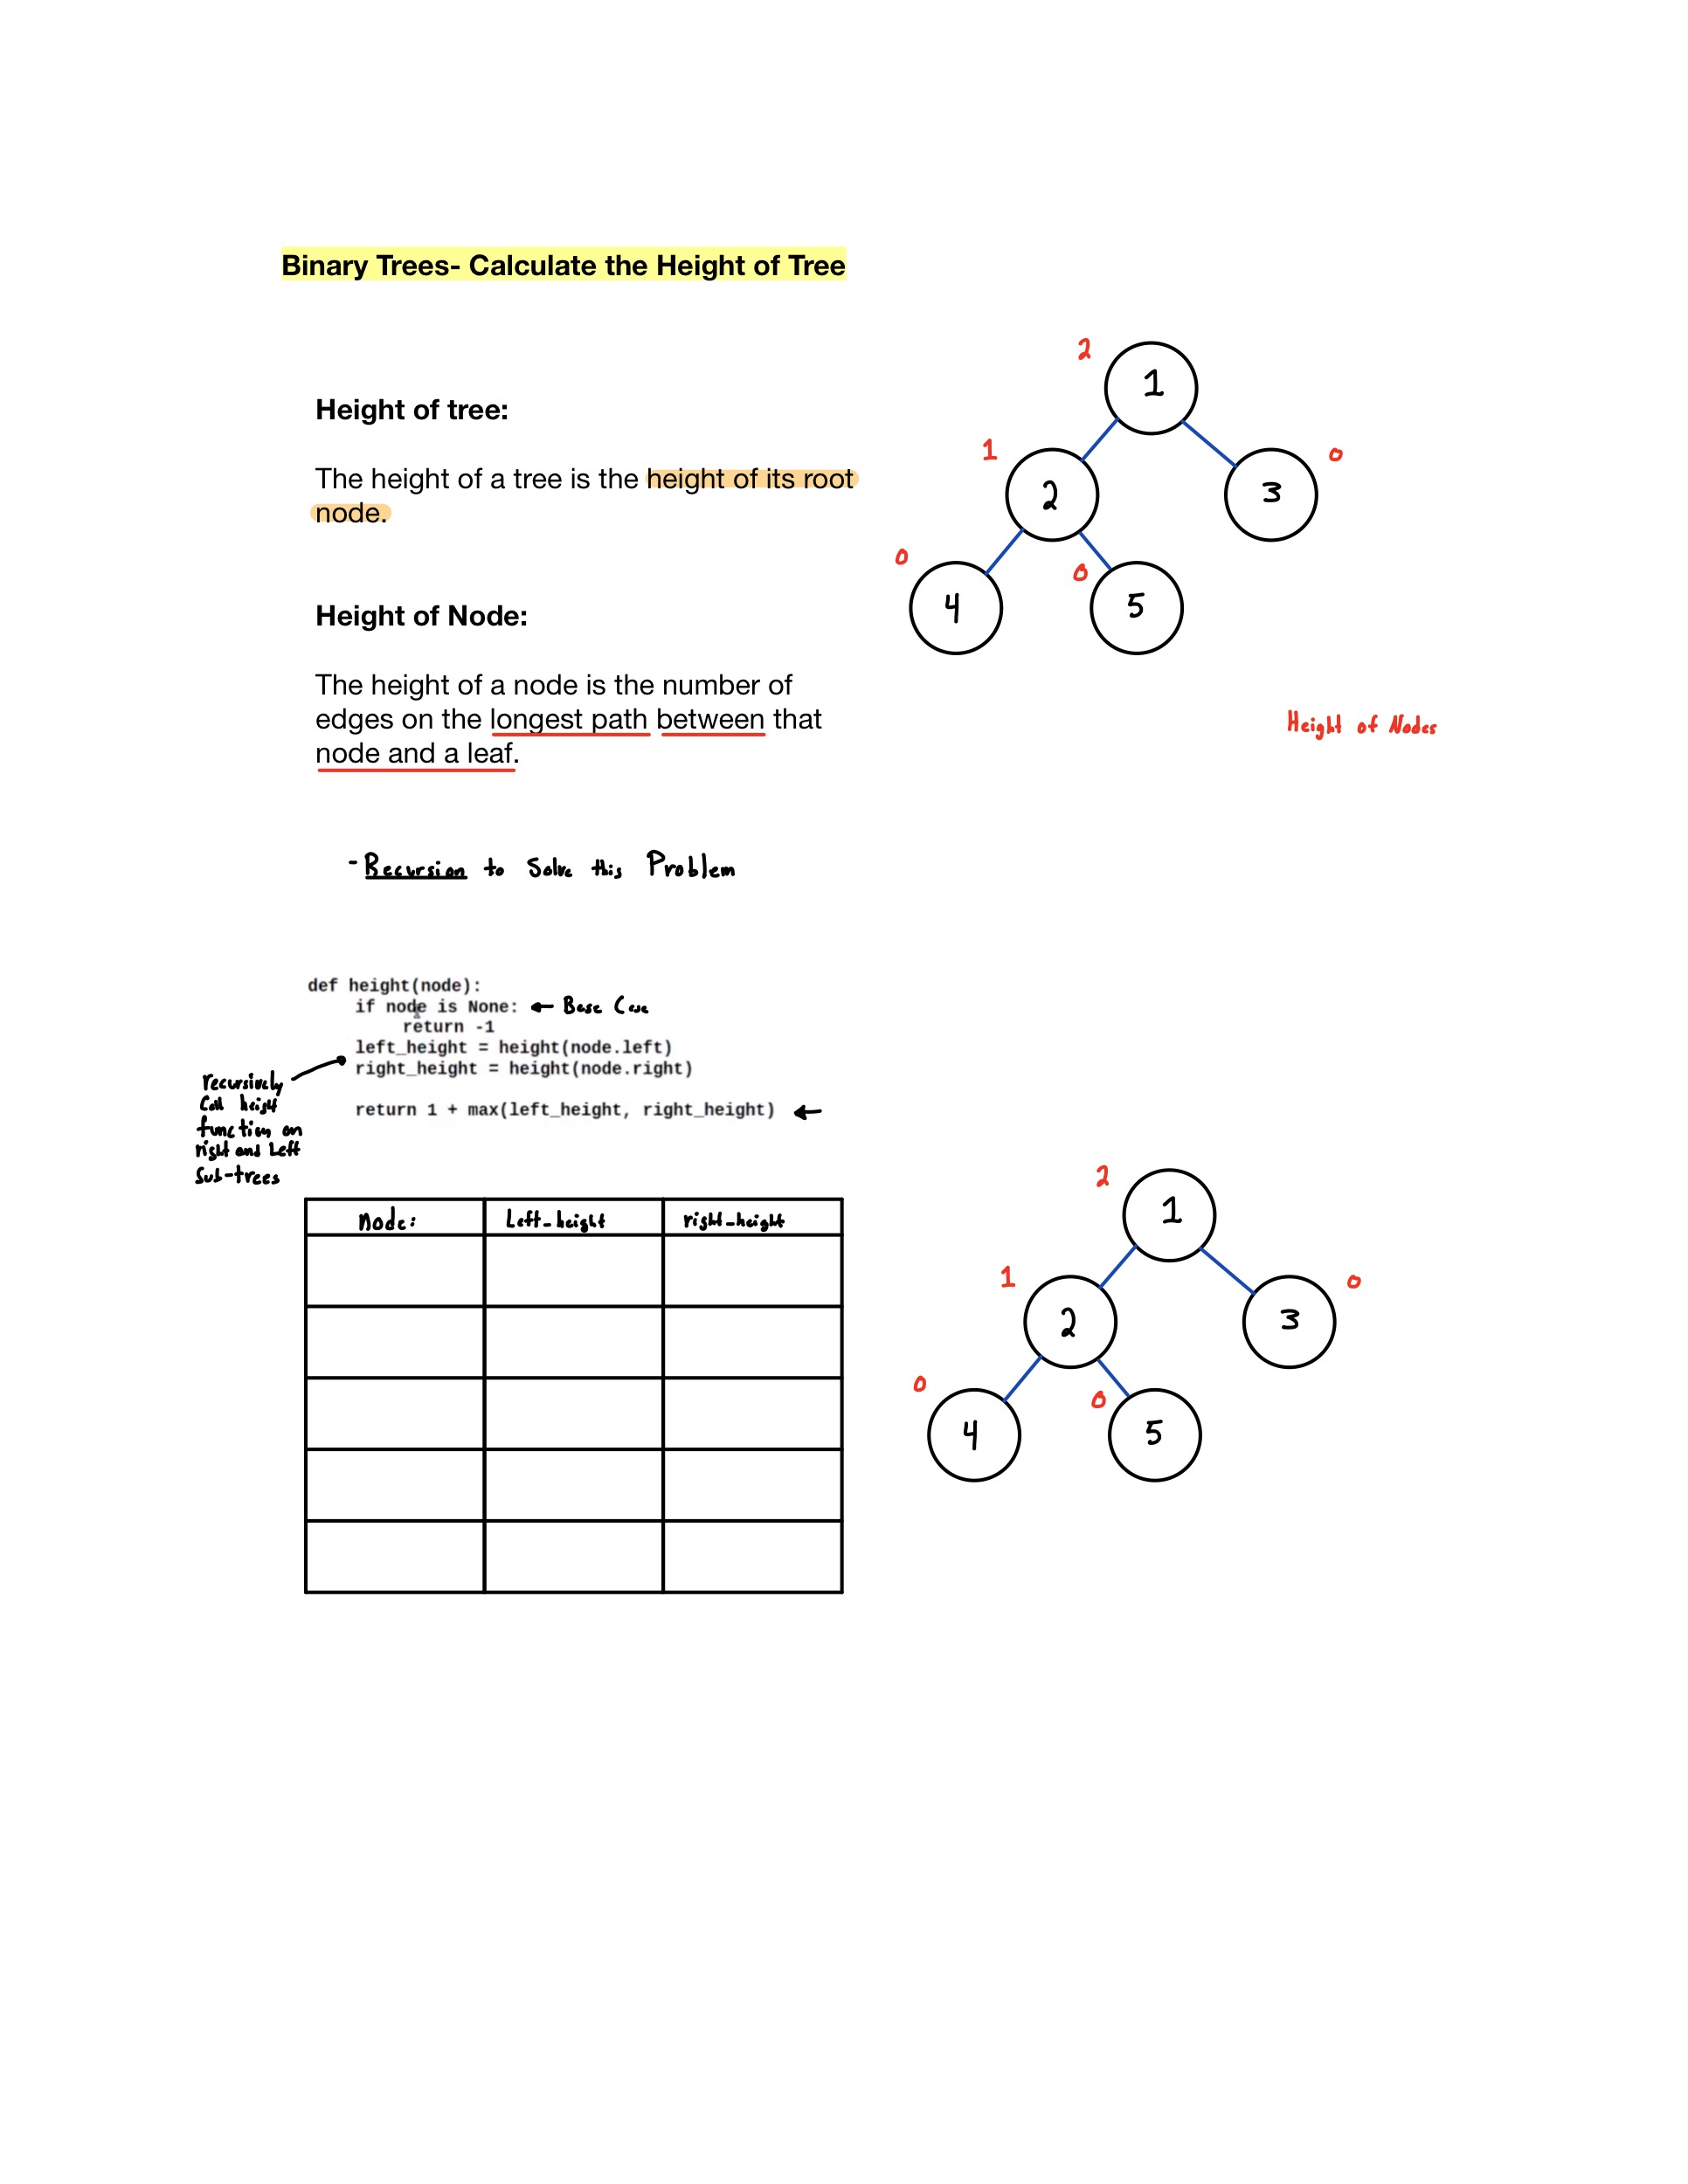 Binary Trees- Calculate the Height of Tree
Height of tree:
The height of a tree is the height of its root
node.
2
1
1
2
0
3
0
4
0
5
Height of Node:
The height of a node is the number of
edges on the longest path between that
node and a leaf.
Height of Nodes
- Recursion to Solve this Problem
def height(node):
if node is None: ← Base Case
return -1
left_height = height(node.left)
right_height = height(node.right)
return 1 + max(left_height, right_height) ←
recursively
Call height
function on
right and Left
Sub-trees
Node: Left-height right-height
2
1
1
2
0
3
0
4
0
5